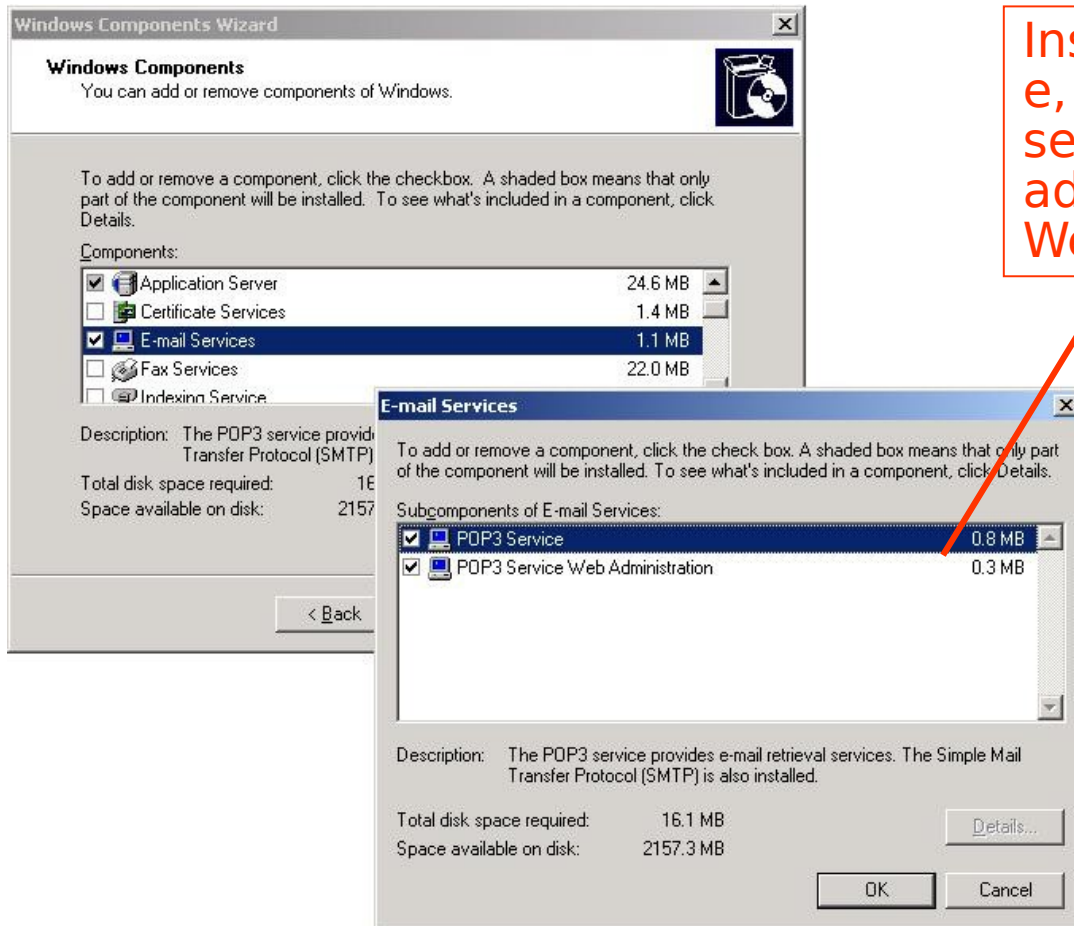 Windows Components Wizard
Windows Components
You can add or remove components of Windows.
To add or remove a component, click the checkbox. A shaded box means that only
part of the component will be installed. To see what's included in a component, click
Details.
Components:
Application Server 24.6 MB
Certificate Services 1.4 MB
E-mail Services 1.1 MB
Fax Services 22.0 MB
Indexing Service
Description: The POP3 service
Transfer Protocol (SMTP)
Total disk space required:
Space available on disk:
< Back
E-mail Services
To add or remove a component, click the check box. A shaded box means that only part
of the component will be installed. To see what's included in a component, click Details.
Subcomponents of E-mail Services:
POP3 Service 0.8 MB
POP3 Service Web Administration 0.3 MB
Description: The POP3 service provides e-mail retrieval services. The Simple Mail
Transfer Protocol (SMTP) is also installed.
Total disk space required: 16.1 MB
Space available on disk: 2157.3 MB
Details...
OK Cancel
e,